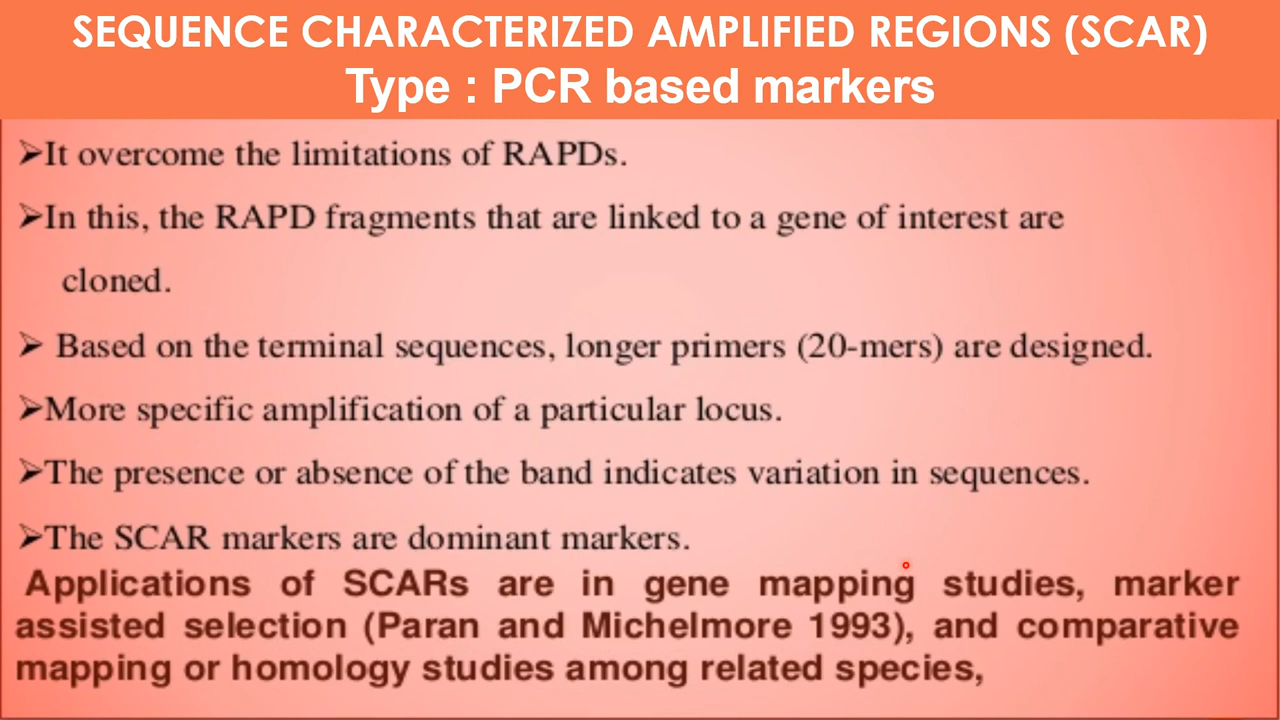 SEQUENCE CHARACTERIZED AMPLIFIED REGIONS (SCAR)
Type : PCR based markers
➢It overcome the limitations of RAPDs.
➢In this, the RAPD fragments that are linked to a gene of interest are
cloned.
➢ Based on the terminal sequences, longer primers (20-mers) are designed.
➢More specific amplification of a particular locus.
➢The presence or absence of the band indicates variation in sequences.
➢The SCAR markers are dominant markers.
Applications of SCARs are in gene mapping studies, marker
assisted selection (Paran and Michelmore 1993), and comparative
mapping or homology studies among related species,